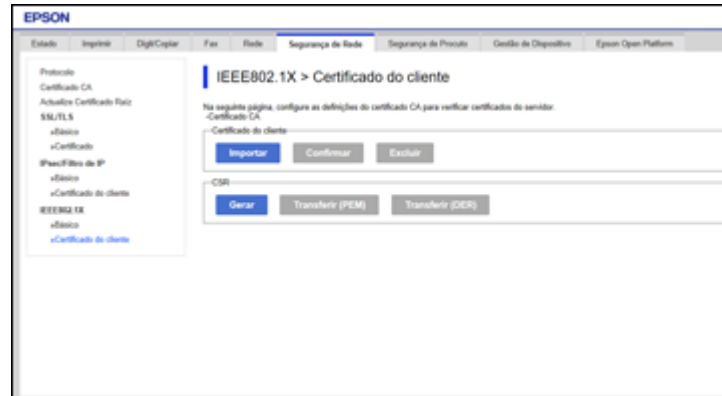 EPSON
Estado Imprimir Digit/Copiar Fax Rede Segurança de Rede Segurança do Produto Gestão do Dispositivo Epson Open Platform
Protocolo
Certificado CA
Actualize Certificado Raiz
SSL/TLS
»Básico
»Certificado
IPsec/Filtro de IP
»Básico
»Certificado do cliente
IEEE802.1X
»Básico
»Certificado do cliente
IEEE802.1X > Certificado do cliente
Na seguinte página, configure as definições do certificado CA para verificar certificados do servidor.
-Certificado CA
Certificado do cliente
Importar Confirmar Excluir
CSR
Gerar Transferir (PEM) Transferir (DER)